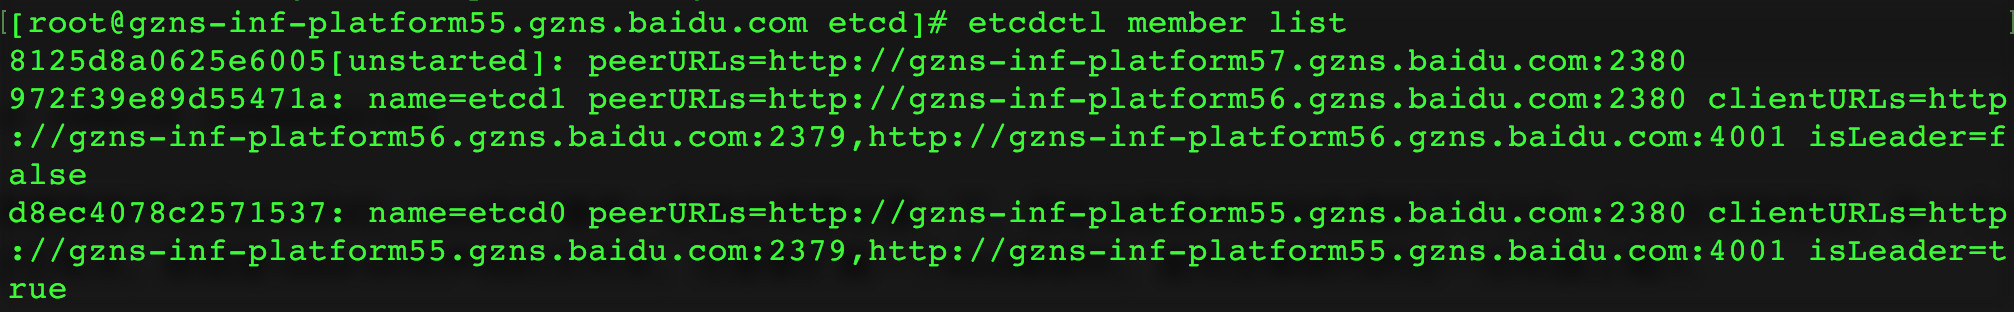 [root@gzns-inf-platform55.gzns.baidu.com etcd]# etcdctl member list
8125d8a0625e6005[unstarted]: peerURLs=http://gzns-inf-platform57.gzns.baidu.com:2380
972f39e89d55471a: name=etcd1 peerURLs=http://gzns-inf-platform56.gzns.baidu.com:2380 clientURLs=http
://gzns-inf-platform56.gzns.baidu.com:2379,http://gzns-inf-platform56.gzns.baidu.com:4001 isLeader=f
alse
d8ec4078c2571537: name=etcd0 peerURLs=http://gzns-inf-platform55.gzns.baidu.com:2380 clientURLs=http
://gzns-inf-platform55.gzns.baidu.com:2379,http://gzns-inf-platform55.gzns.baidu.com:4001 isLeader=t
rue